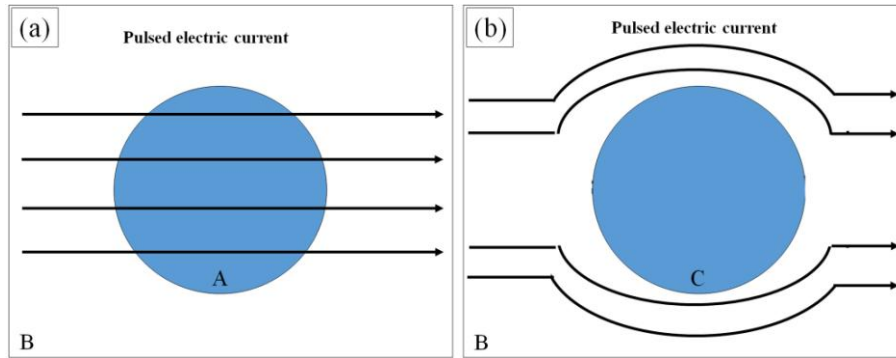 (a)
Pulsed electric current
A
B
(b)
Pulsed electric current
C
B